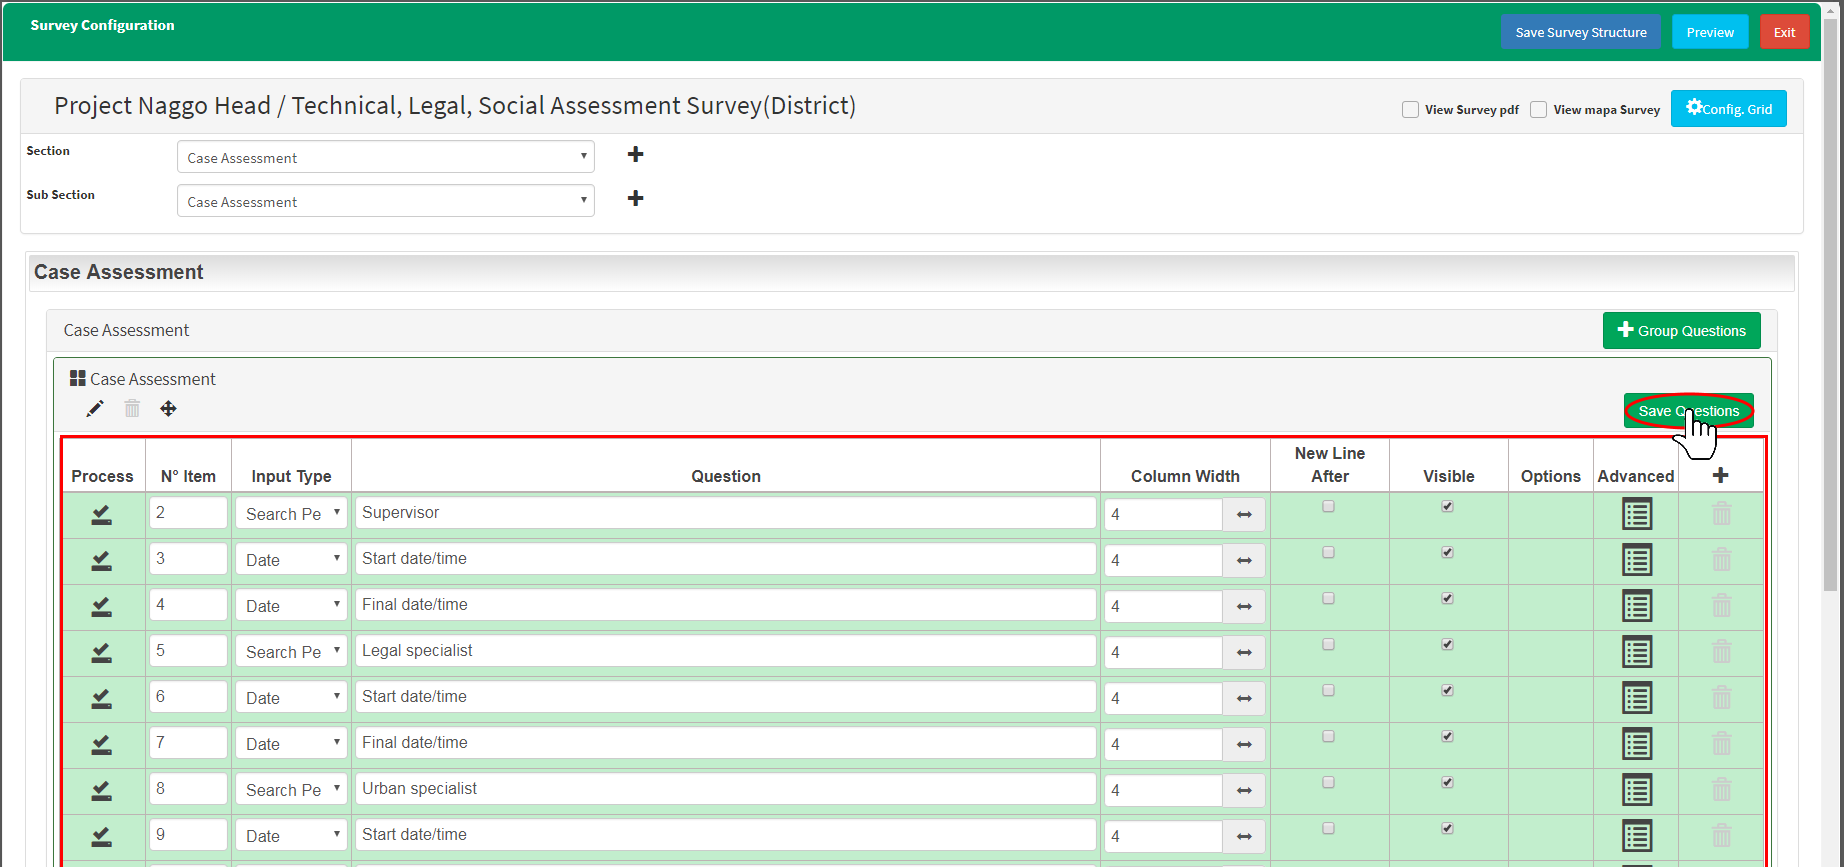 Survey Configuration
Save Survey Structure
Preview
Exit
Project Naggo Head / Technical, Legal, Social Assessment Survey(District)
View Survey pdf
View mapa Survey
Config. Grid
Section
Case Assessment
Sub Section
Case Assessment
Case Assessment
Case Assessment
Group Questions
Case Assessment
Save Questions
Process N° Item Input Type Question Column Width New Line After Visible Options Advanced
2 Search Pe Supervisor 4
3 Date Start date/time 4
4 Date Final date/time 4
5 Search Pe Legal specialist 4
6 Date Start date/time 4
7 Date Final date/time 4
8 Search Pe Urban specialist 4
9 Date Start date/time 4